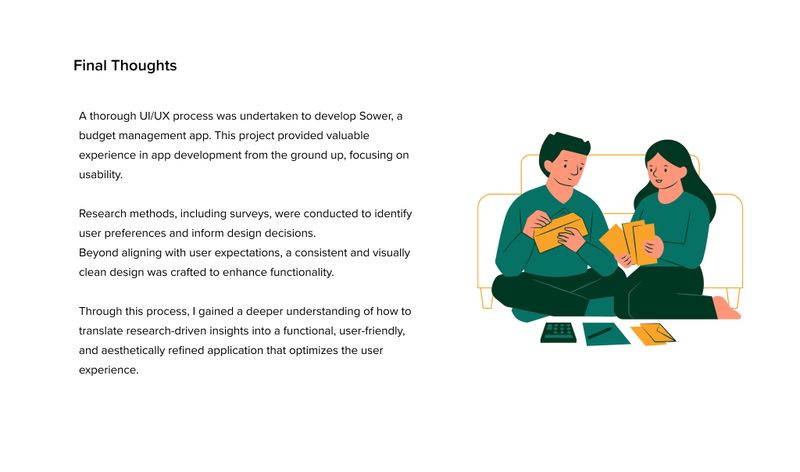 Final Thoughts
A thorough UI/UX process was undertaken to develop Sower, a
budget management app. This project provided valuable
experience in app development from the ground up, focusing on
usability.
Research methods, including surveys, were conducted to identify
user preferences and inform design decisions.
Beyond aligning with user expectations, a consistent and visually
clean design was crafted to enhance functionality.
Through this process, I gained a deeper understanding of how to
translate research-driven insights into a functional, user-friendly,
and aesthetically refined application that optimizes the user
experience.